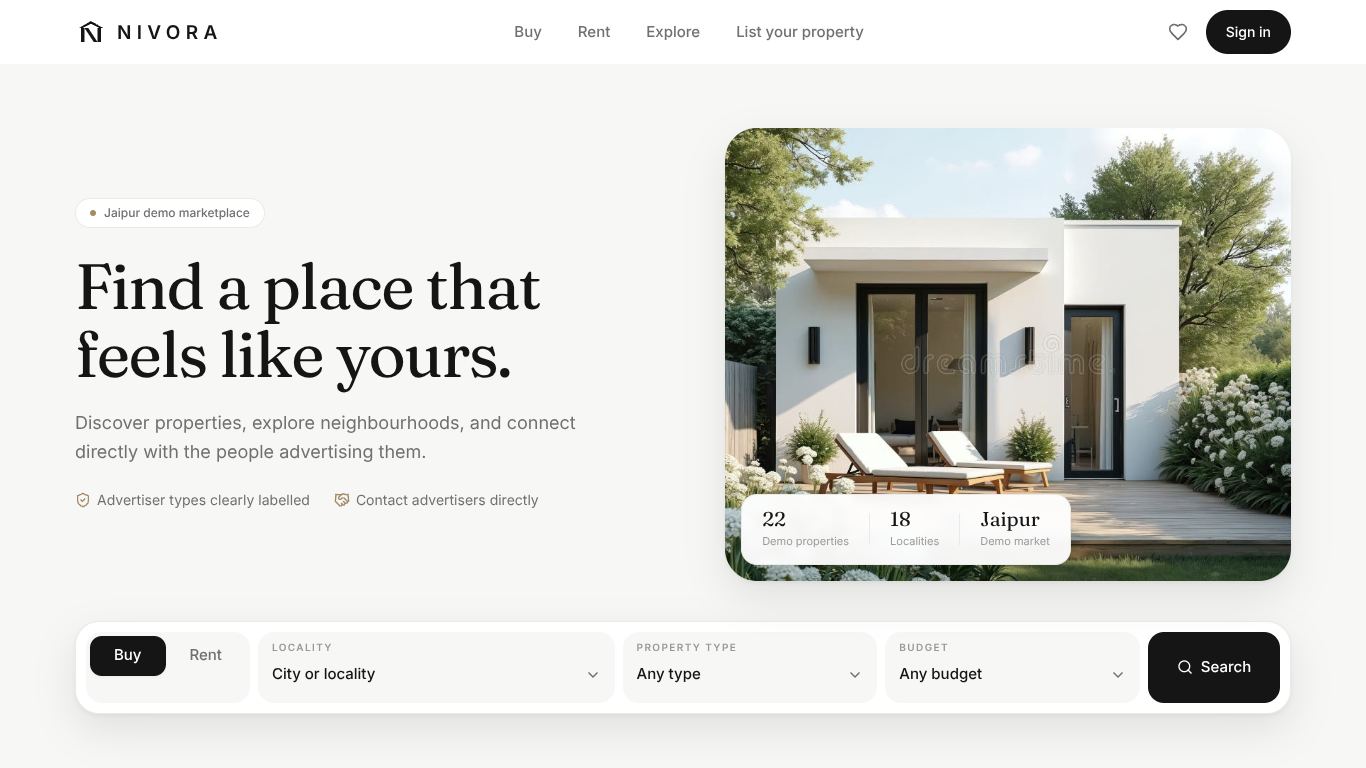 NIVORA
Buy
Rent
Explore
List your property
Sign in
Jaipur demo marketplace
Find a place that
feels like yours.
Discover properties, explore neighbourhoods, and connect
directly with the people advertising them.
Advertiser types clearly labelled
Contact advertisers directly
dreamstime.
22
Demo properties
18
Localities
Jaipur
Demo market
Buy
Rent
LOCALITY
City or locality
PROPERTY TYPE
Any type
BUDGET
Any budget
Search